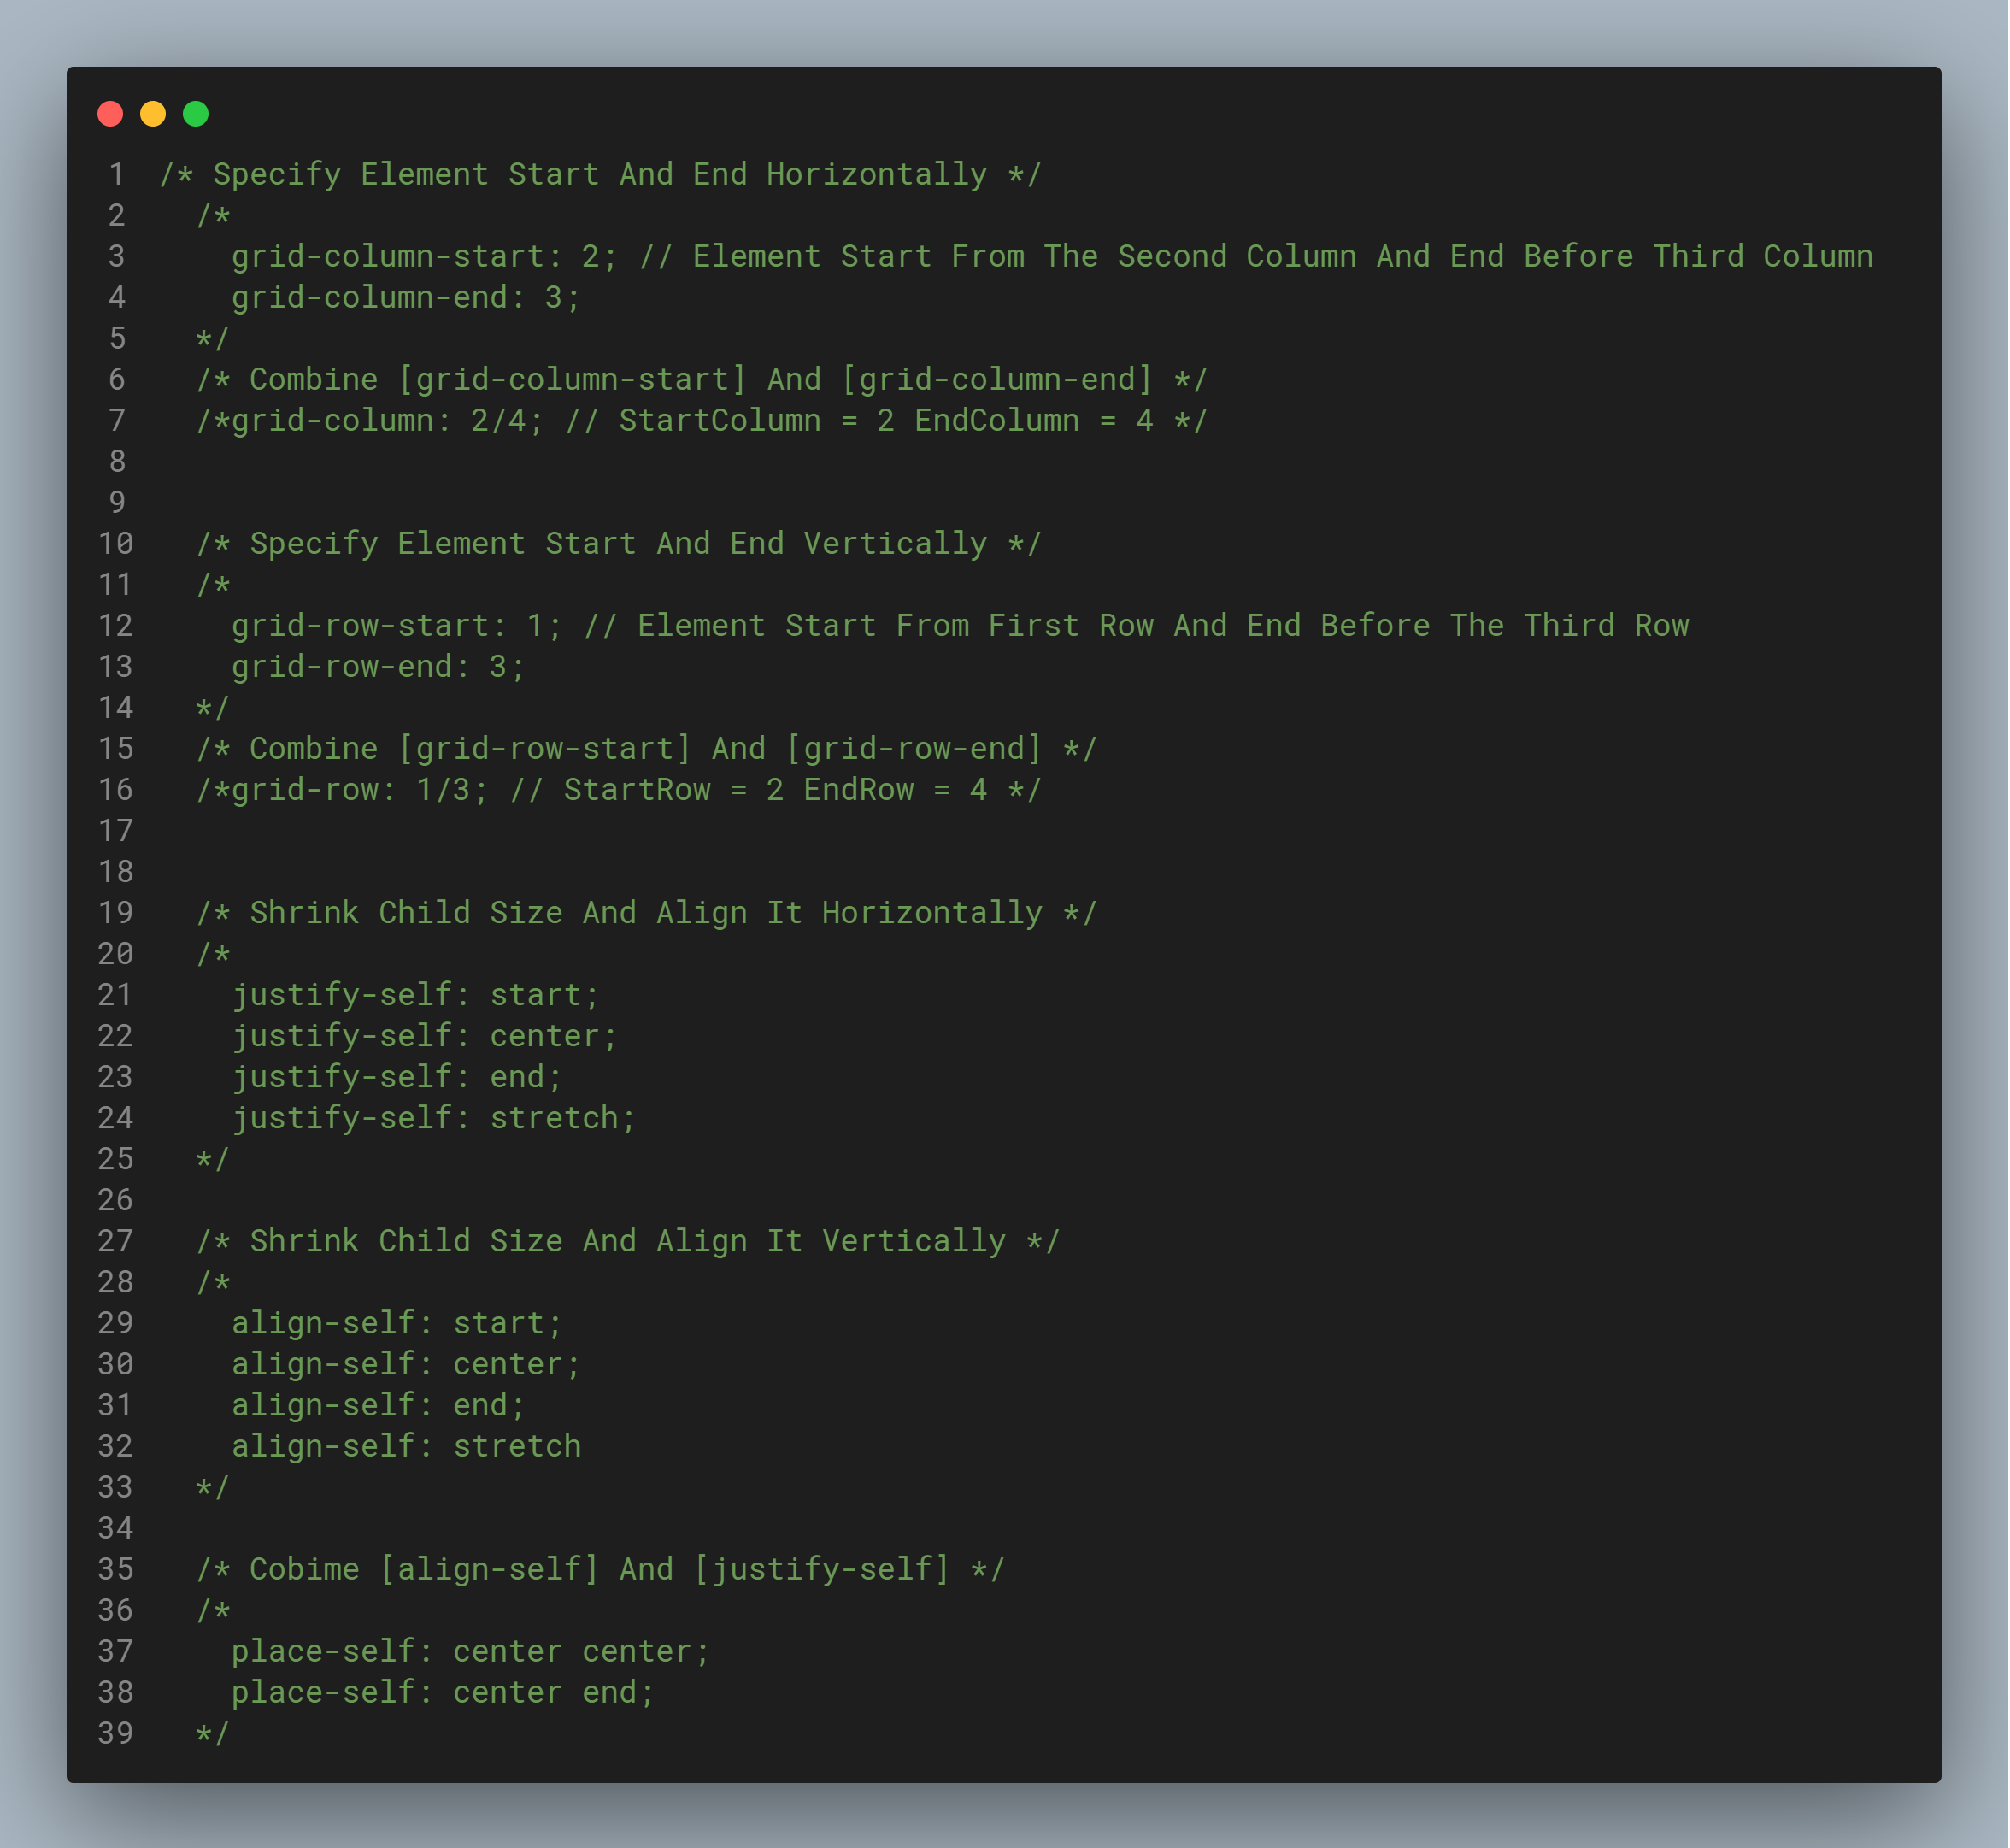 1 /* Specify Element Start And End Horizontally */
2 /*
3 grid-column-start: 2; // Element Start From The Second Column And End Before Third Column
4 grid-column-end: 3;
5 */
6 /* Combine [grid-column-start] And [grid-column-end] */
7 /*grid-column: 2/4; // StartColumn = 2 EndColumn = 4 */
8
9
10 /* Specify Element Start And End Vertically */
11 /*
12 grid-row-start: 1; // Element Start From First Row And End Before The Third Row
13 grid-row-end: 3;
14 */
15 /* Combine [grid-row-start] And [grid-row-end] */
16 /*grid-row: 1/3; // StartRow = 2 EndRow = 4 */
17
18
19 /* Shrink Child Size And Align It Horizontally */
20 /*
21 justify-self: start;
22 justify-self: center;
23 justify-self: end;
24 justify-self: stretch;
25 */
26
27 /* Shrink Child Size And Align It Vertically */
28 /*
29 align-self: start;
30 align-self: center;
31 align-self: end;
32 align-self: stretch
33 */
34
35 /* Cobime [align-self] And [justify-self] */
36 /*
37 place-self: center center;
38 place-self: center end;
39 */